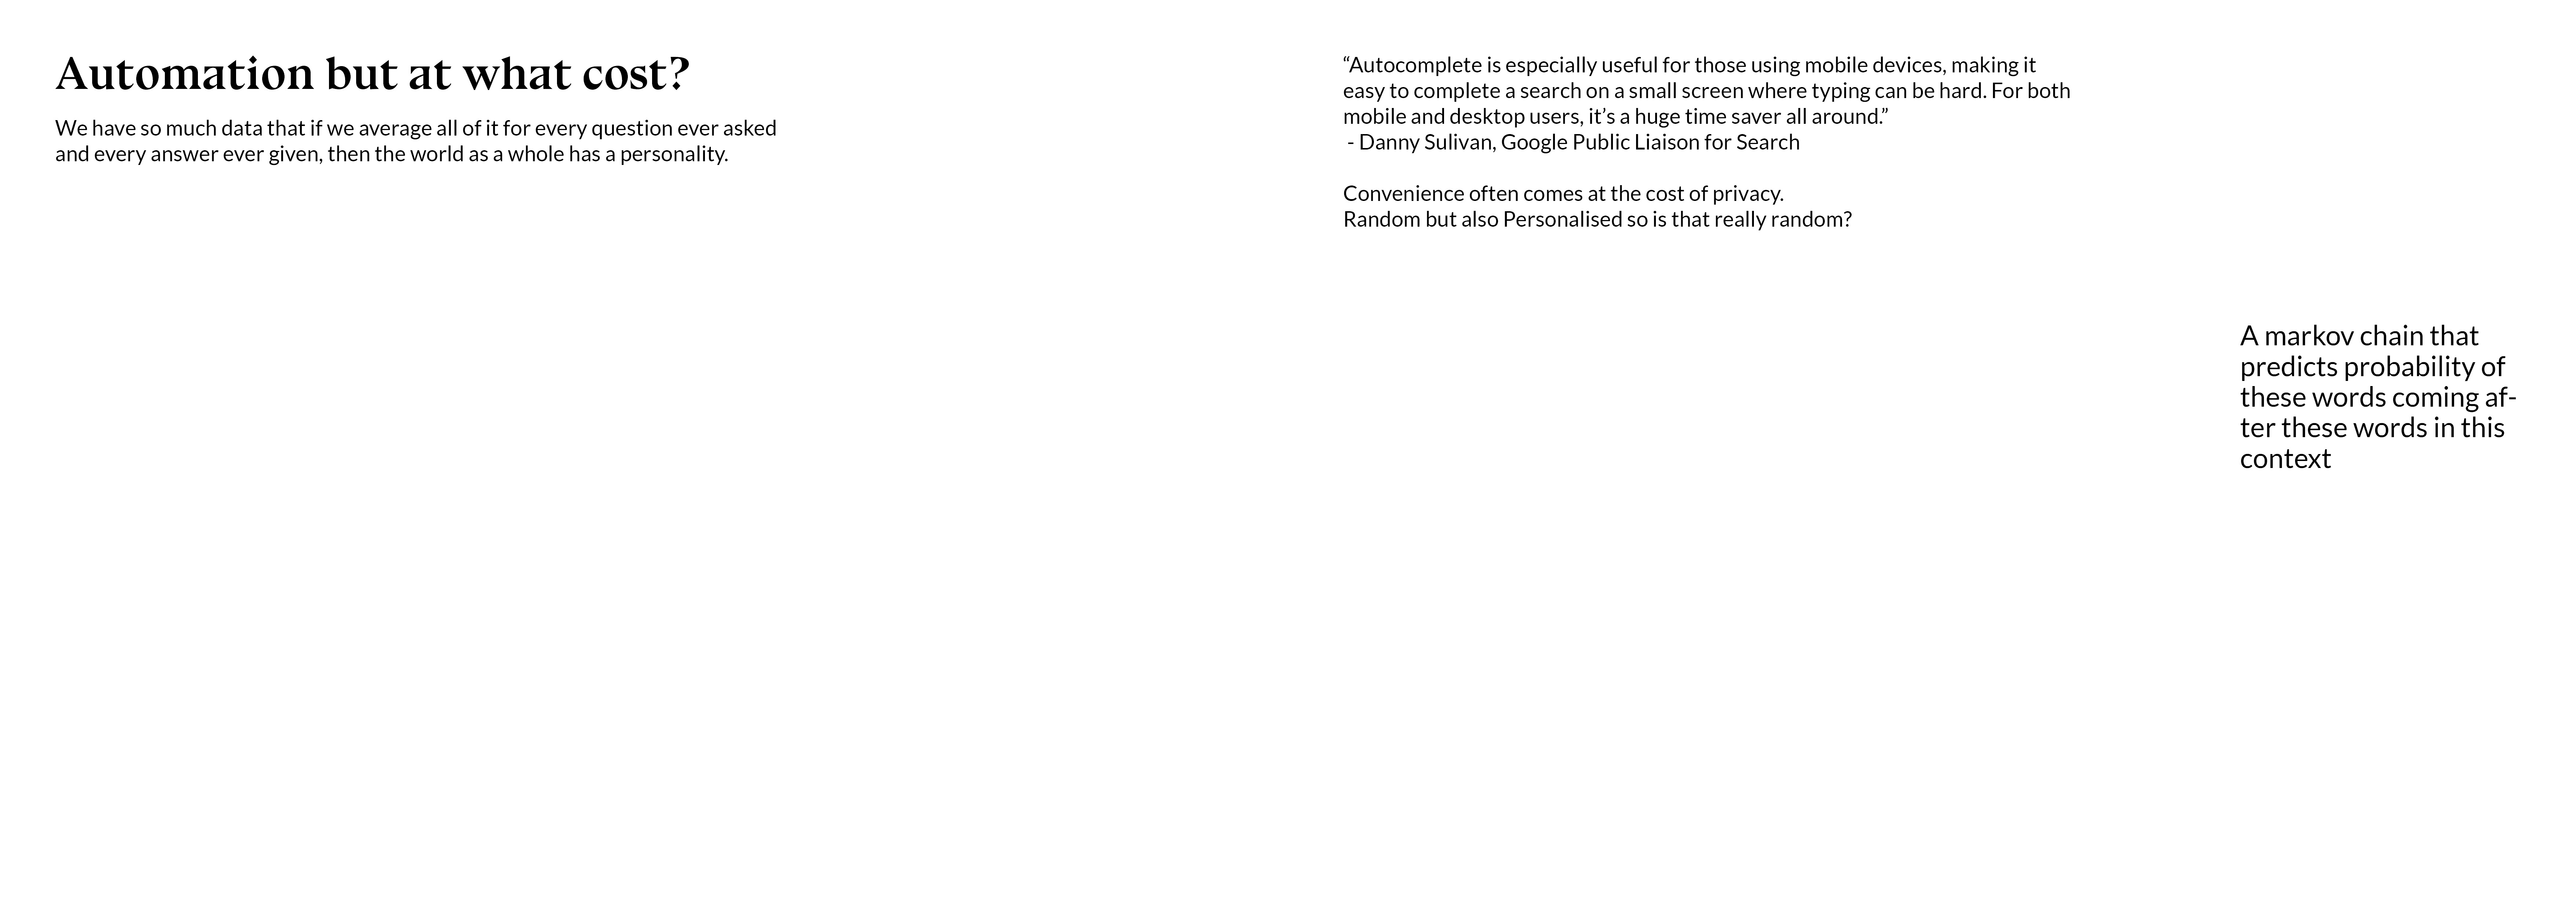 Automation but at what cost?
We have so much data that if we average all of it for every question ever asked
and every answer ever given, then the world as a whole has a personality.
“Autocomplete is especially useful for those using mobile devices, making it
easy to complete a search on a small screen where typing can be hard. For both
mobile and desktop users, it’s a huge time saver all around.”
- Danny Sulivan, Google Public Liaison for Search
Convenience often comes at the cost of privacy.
Random but also Personalised so is that really random?
A markov chain that
predicts probability of
these words coming af-
ter these words in this
context